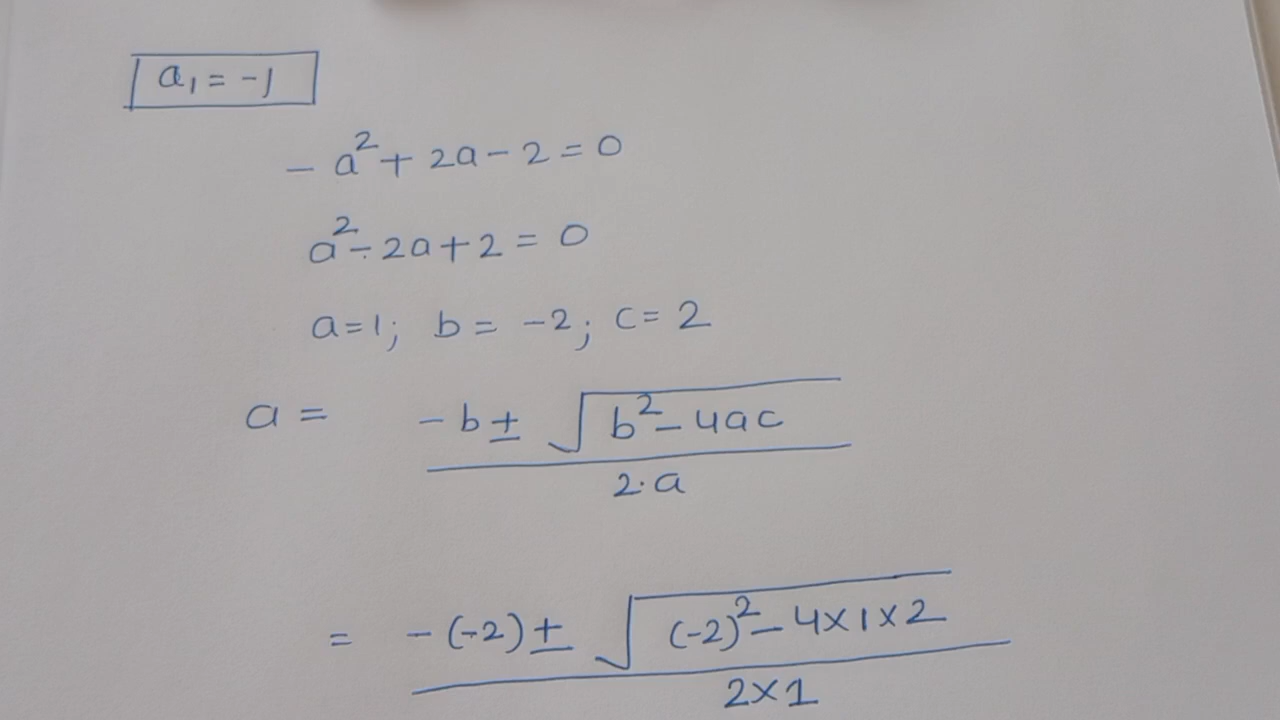 a₁ = -1
- a² + 2a - 2 = 0
a² - 2a + 2 = 0
a=1; b = -2; c = 2
a = (-b ± √(b² - 4ac)) / (2·a)
= (-(-2) ± √((-2)² - 4×1×2)) / (2×1)